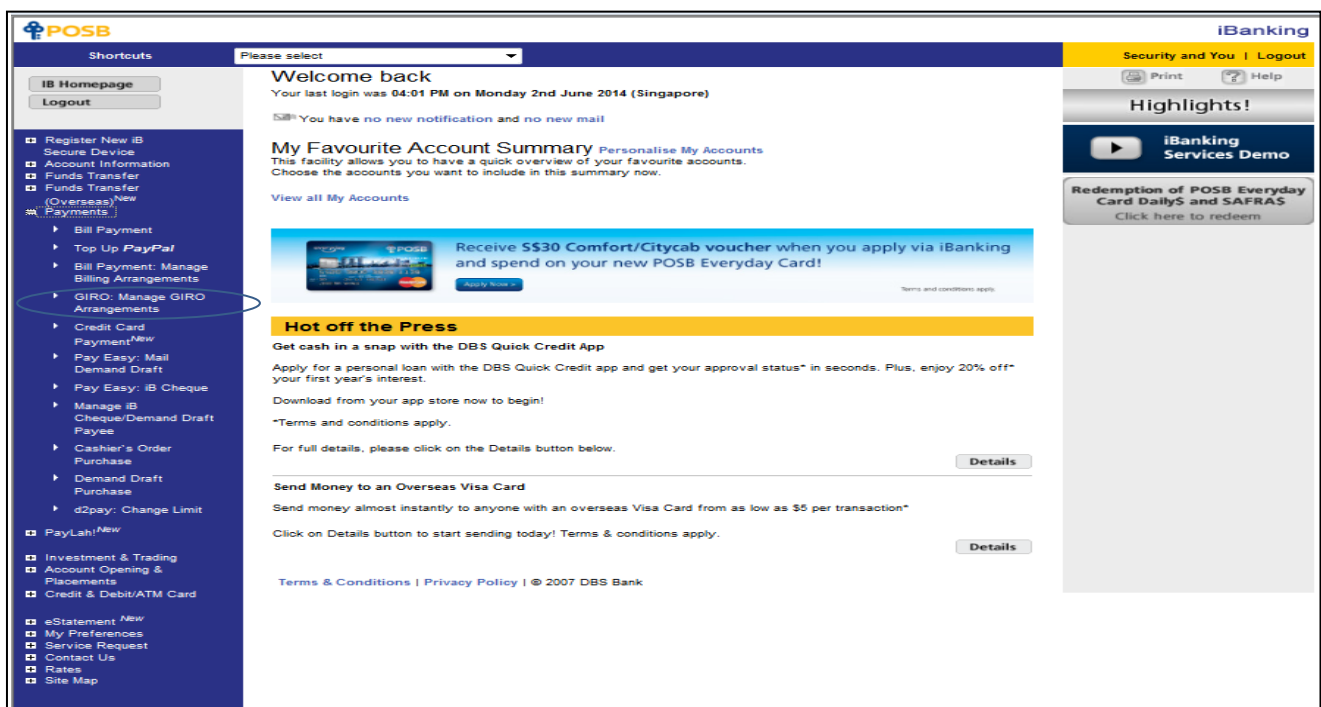 POSB
iBanking
Shortcuts
Please select
Security and You | Logout
IB Homepage
Logout
Register New iB
Secure Device
Account Information
Funds Transfer
Funds Transfer
(Overseas)New
Payments
Bill Payment
Top Up PayPal
Bill Payment: Manage
Billing Arrangements
GIRO: Manage GIRO
Arrangements
Credit Card
PaymentNew
Pay Easy: Mail
Demand Draft
Pay Easy: iB Cheque
Manage iB
Cheque/Demand Draft
Payee
Cashier's Order
Purchase
Demand Draft
Purchase
d2pay: Change Limit
PayLah!New
Investment & Trading
Account Opening &
Placements
Credit & Debit/ATM Card
eStatement New
My Preferences
Service Request
Contact Us
Rates
Site Map
Welcome back
Your last login was 04:01 PM on Monday 2nd June 2014 (Singapore)
You have no new notification and no new mail
My Favourite Account Summary Personalise My Accounts
This facility allows you to have a quick overview of your favourite accounts.
Choose the accounts you want to include in this summary now.
View all My Accounts
POSB
Receive S$30 Comfort/Citycab voucher when you apply via iBanking
and spend on your new POSB Everyday Card!
Apply Now »
Terms and conditions apply.
Hot off the Press
Get cash in a snap with the DBS Quick Credit App
Apply for a personal loan with the DBS Quick Credit app and get your approval status* in seconds. Plus, enjoy 20% off*
your first year's interest.
Download from your app store now to begin!
*Terms and conditions apply.
For full details, please click on the Details button below.
Details
Send Money to an Overseas Visa Card
Send money almost instantly to anyone with an overseas Visa Card from as low as $5 per transaction*
Click on Details button to start sending today! Terms & conditions apply.
Details
Terms & Conditions | Privacy Policy | © 2007 DBS Bank
Print
Help
Highlights!
iBanking
Services Demo
Redemption of POSB Everyday
Card Daily$ and SAFRA$
Click here to redeem